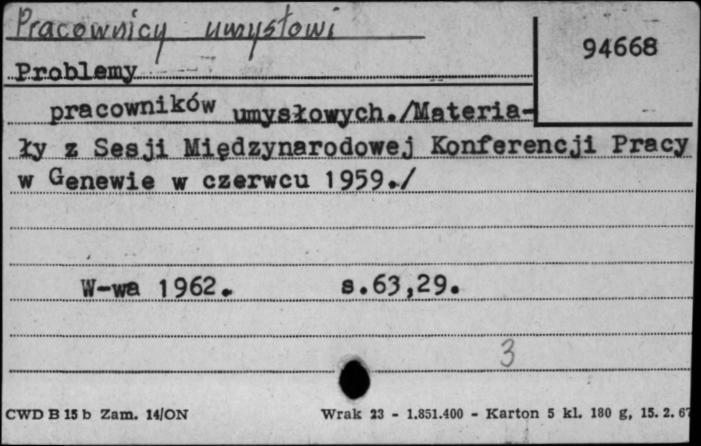 Pracownicy umysłowi
94668
Problemy
pracowników umysłowych./Materia-
ły z Sesji Międzynarodowej Konferencji Pracy
w Genewie w czerwcu 1959./
W-wa 1962. s.63,29.
3
CWD B 15 b Zam. 14/ON Wrak 23 - 1.851.400 - Karton 5 kl. 180 g, 15. 2. 67